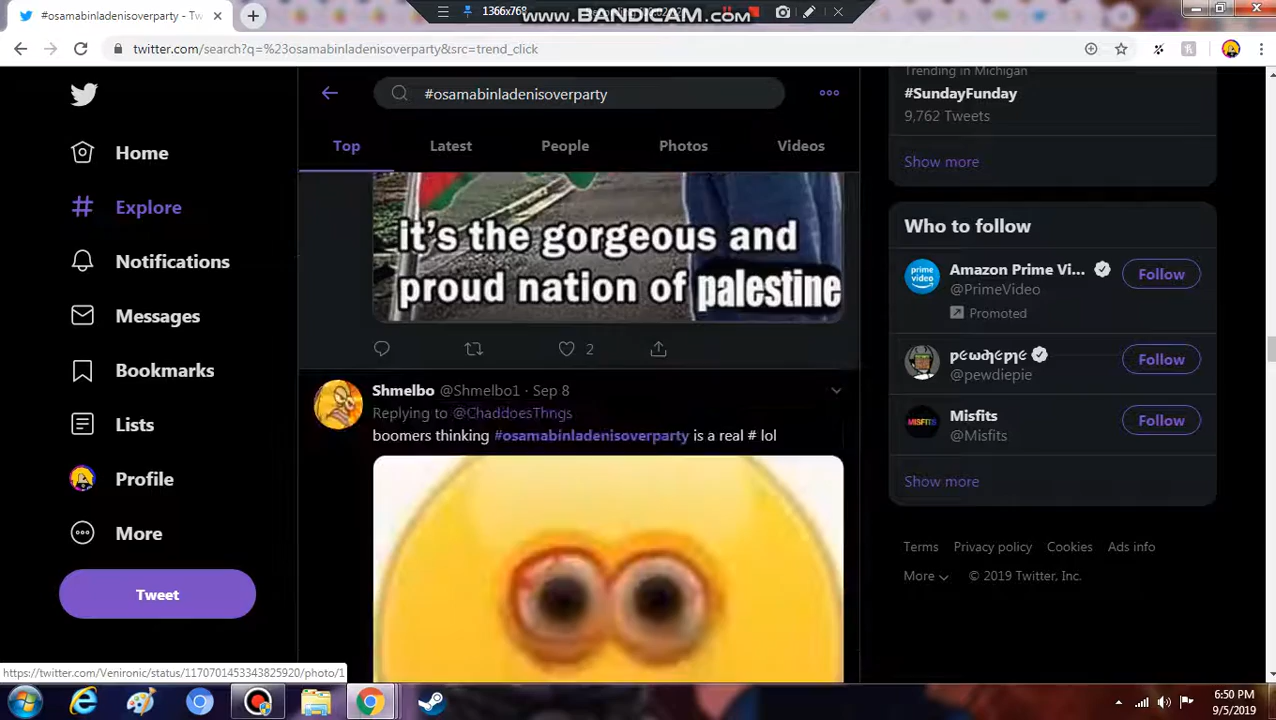 #osamabinladenisoverparty - Tw
1366x768
www.BANDICAM.com
twitter.com/search?q=%23osamabinladenisoverparty&src=trend_click
#osamabinladenisoverparty
Top
Latest
People
Photos
Videos
Home
Explore
Notifications
Messages
Bookmarks
Lists
Profile
More
Tweet
it's the gorgeous and
proud nation of palestine
2
Shmelbo @Shmelbo1 · Sep 8
Replying to @ChaddoesThngs
boomers thinking #osamabinladenisoverparty is a real # lol
Trending in Michigan
#SundayFunday
9,762 Tweets
Show more
Who to follow
Amazon Prime Vi...
@PrimeVideo
Promoted
Follow
prime
video
@pewdiepie
Follow
Misfits
@Misfits
Follow
MISFITS
Show more
Terms Privacy policy Cookies Ads info
More © 2019 Twitter, Inc.
https://twitter.com/Venironic/status/1170701453343825920/photo/1
6:50 PM
9/5/2019